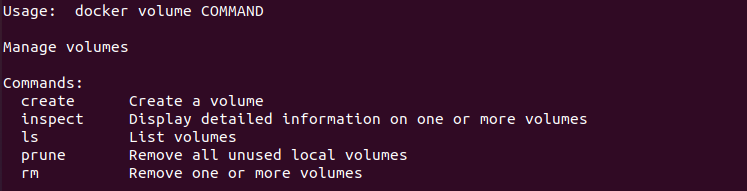 Usage:  docker volume COMMAND
Manage volumes
Commands:
  create      Create a volume
  inspect     Display detailed information on one or more volumes
  ls          List volumes
  prune       Remove all unused local volumes
  rm          Remove one or more volumes